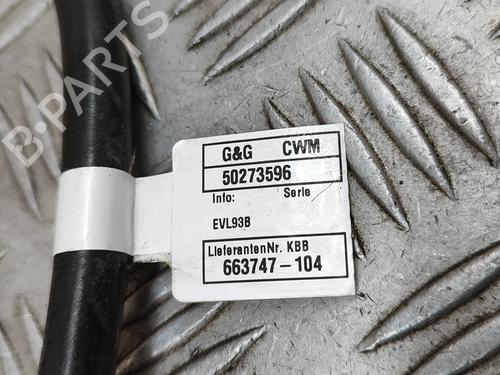 B-PARTS
G&G CWM
50273596
Info: Serie
EVL93B
LieferantenNr. KBB
663747-104